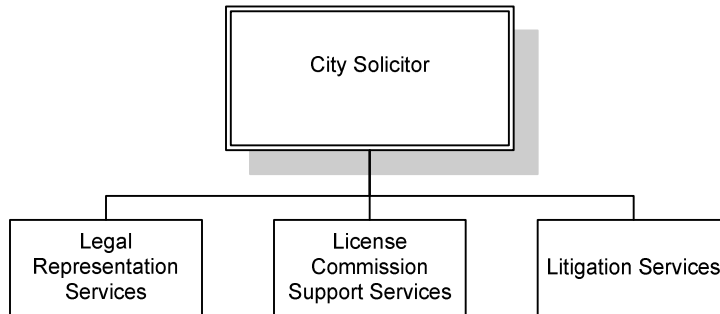 City Solicitor
Legal
Representation
Services
License
Commission
Support Services
Litigation Services